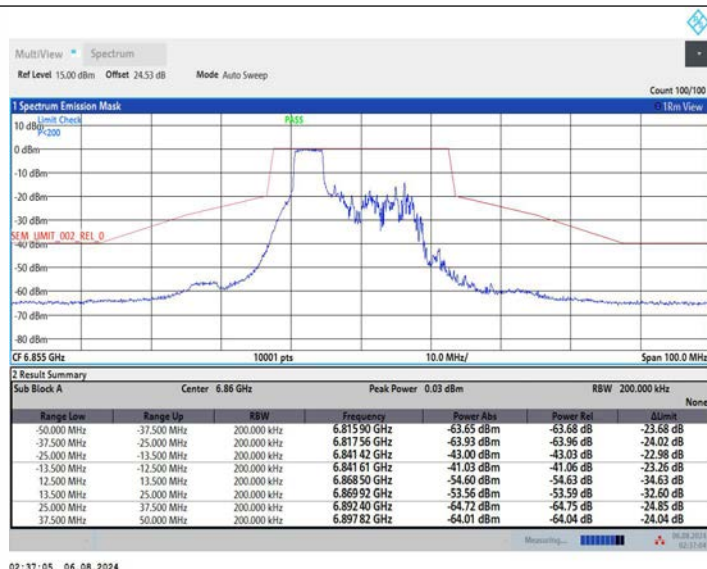 MultiView Spectrum
Ref Level 15.00 dBm Offset 24.53 dB Mode Auto Sweep
Count 100/100
1 Spectrum Emission Mask 1Rm View
Limit Check PASS
10 dBm
P<200
0 dBm
-10 dBm
-20 dBm
-30 dBm
SEM_LIMIT_002_REL_0
-40 dBm
-50 dBm
-60 dBm
-70 dBm
-80 dBm
CF 6.855 GHz 10001 pts 10.0 MHz/ Span 100.0 MHz
2 Result Summary
Sub Block A Center 6.86 GHz Peak Power 0.03 dBm RBW 200.000 kHz
None
Range Low Range Up RBW Frequency Power Abs Power Rel ΔLimit
-50.000 MHz -37.500 MHz 200.000 kHz 6.815 90 GHz -63.65 dBm -63.68 dB -23.68 dB
-37.500 MHz -25.000 MHz 200.000 kHz 6.817 56 GHz -63.93 dBm -63.96 dB -24.02 dB
-25.000 MHz -13.500 MHz 200.000 kHz 6.841 42 GHz -43.00 dBm -43.03 dB -22.98 dB
-13.500 MHz -12.500 MHz 200.000 kHz 6.841 61 GHz -41.03 dBm -41.06 dB -23.26 dB
12.500 MHz 13.500 MHz 200.000 kHz 6.868 50 GHz -54.60 dBm -54.63 dB -34.63 dB
13.500 MHz 25.000 MHz 200.000 kHz 6.869 92 GHz -53.56 dBm -53.59 dB -32.60 dB
25.000 MHz 37.500 MHz 200.000 kHz 6.892 40 GHz -64.72 dBm -64.75 dB -24.85 dB
37.500 MHz 50.000 MHz 200.000 kHz 6.897 82 GHz -64.01 dBm -64.04 dB -24.04 dB
Measuring... 06.08.2024
02:37:04
02:37:05 06.08.2024